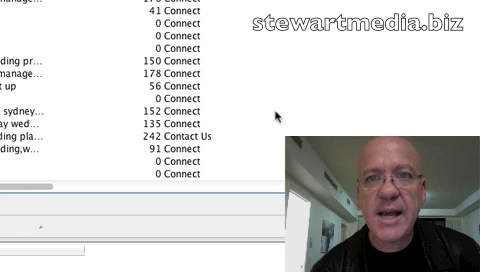 stewartmedia.biz
41 Connect
0 Connect
0 Connect
0 Connect
ding pr... 150 Connect
manage... 178 Connect
t up 56 Connect
0 Connect
sydney... 152 Connect
ay wed... 135 Connect
ding pla... 242 Contact Us
ding,w... 91 Connect
0 Connect
0 Connect